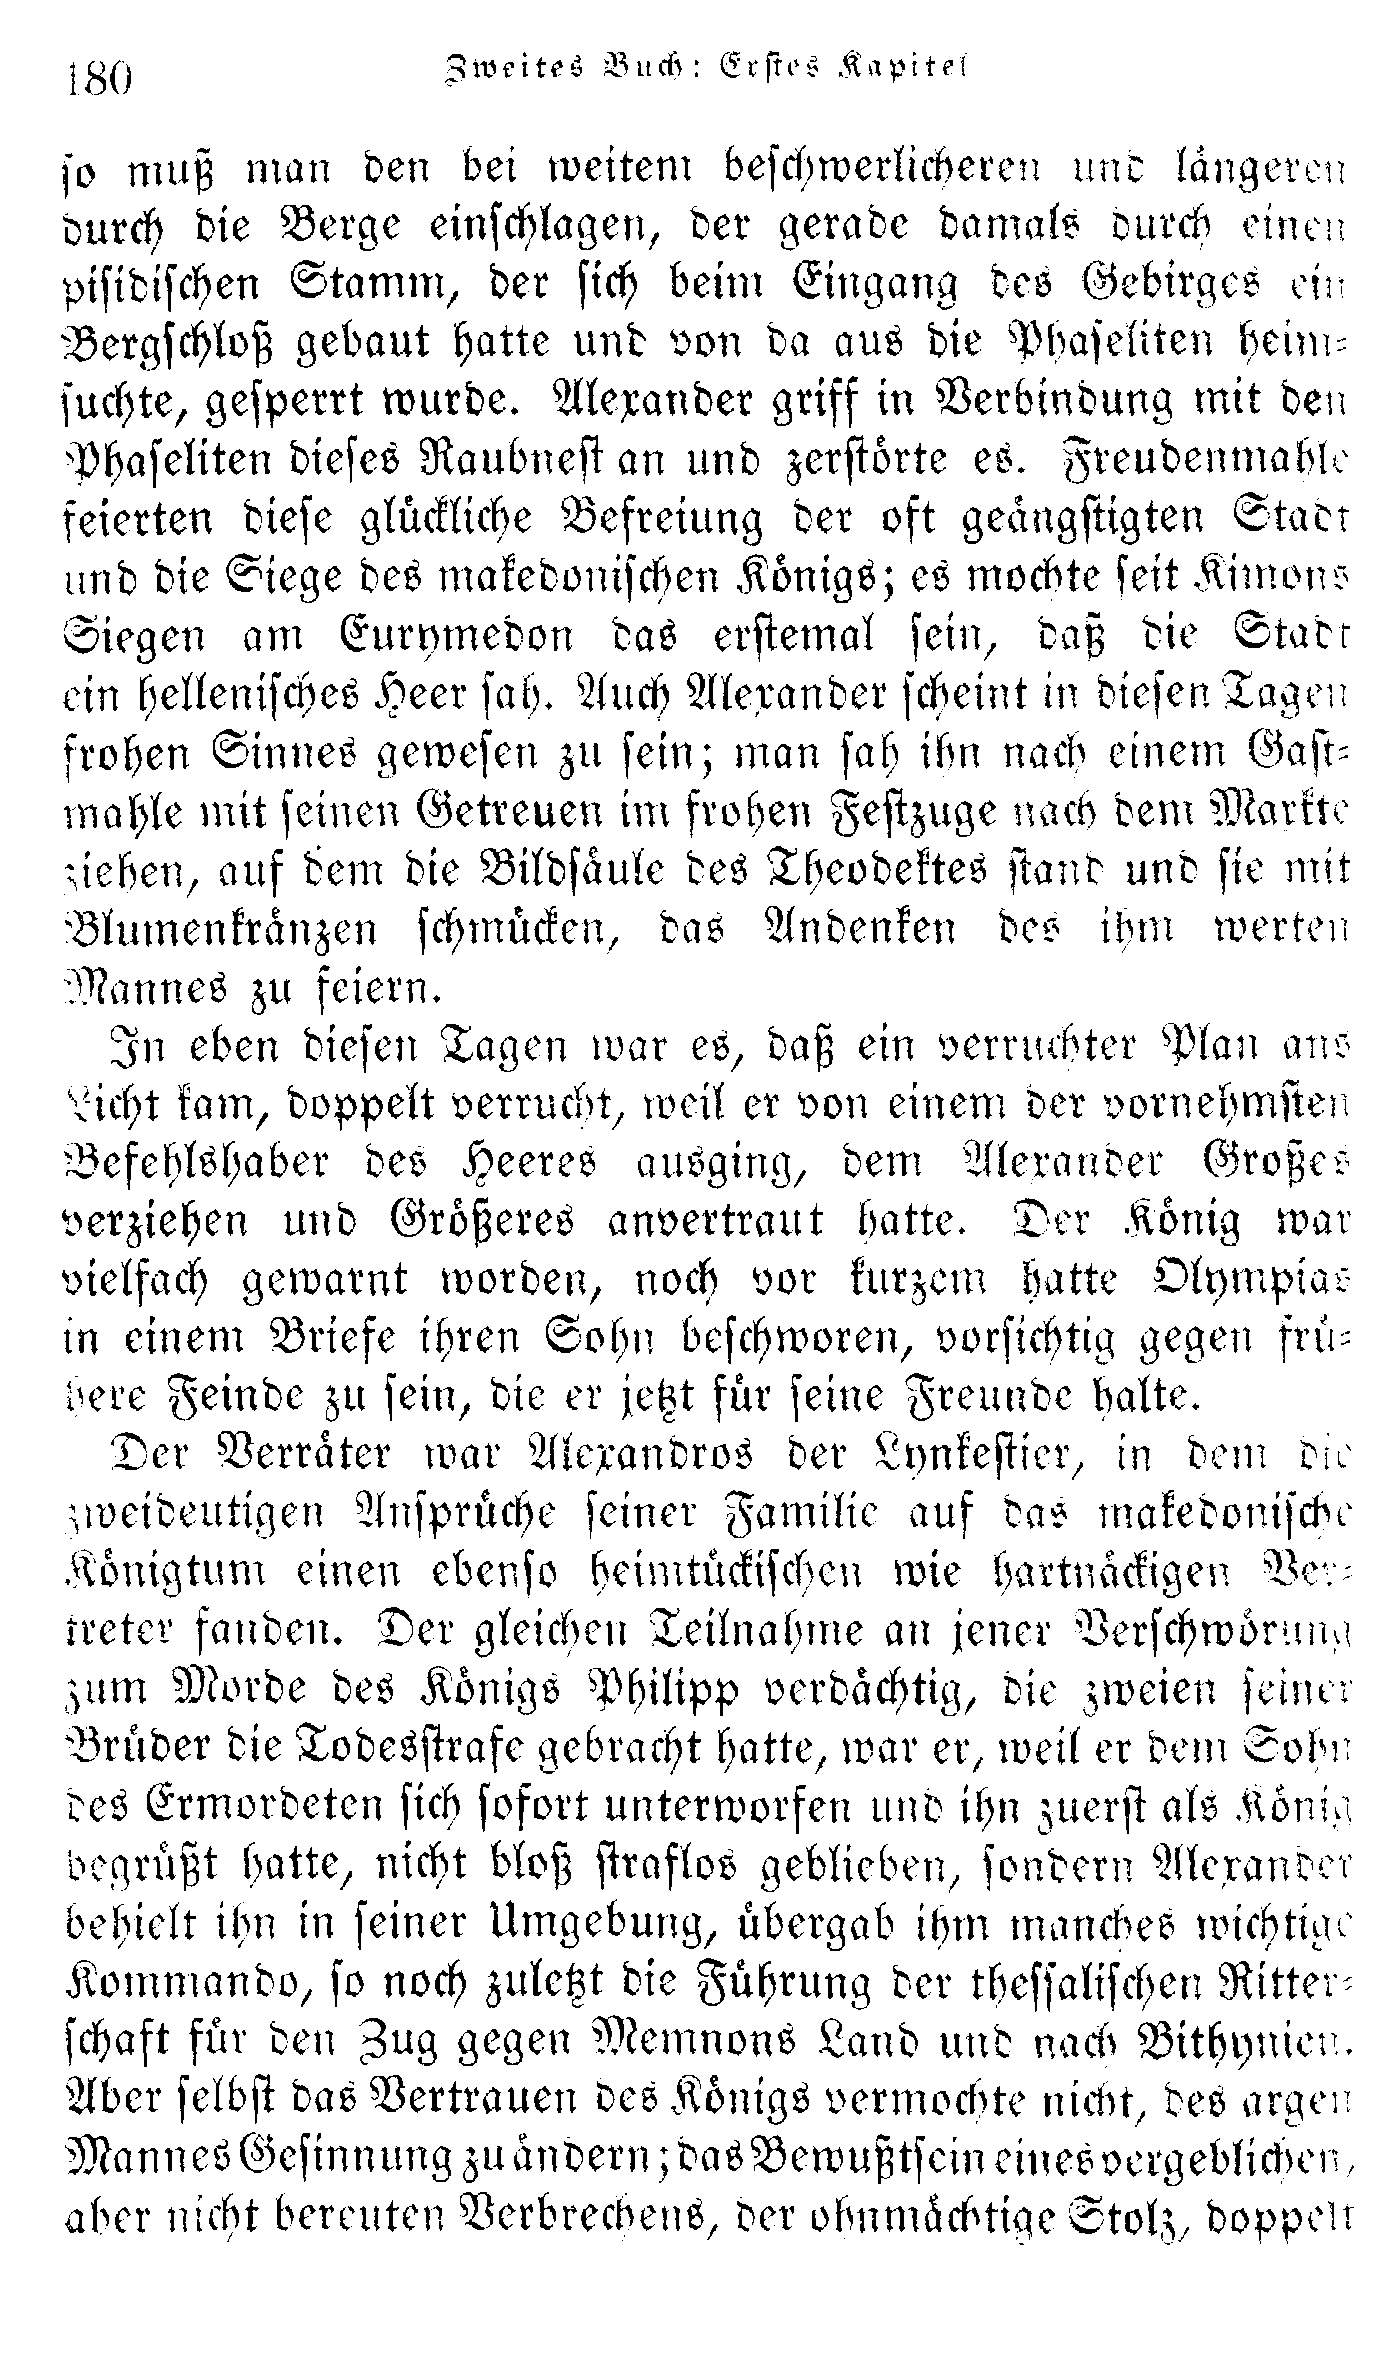 180 Zweites Buch: Erstes Kapitel
so muß man den bei weitem beschwerlicheren und längeren
durch die Berge einschlagen, der gerade damals durch einen
pisidischen Stamm, der sich beim Eingang des Gebirges ein
Bergschloß gebaut hatte und von da aus die Phaseliten heim-
suchte, gesperrt wurde. Alexander griff in Verbindung mit den
Phaseliten dieses Raubnest an und zerstörte es. Freudenmahle
feierten diese glückliche Befreiung der oft geängstigten Stadt
und die Siege des makedonischen Königs; es mochte seit Kimons
Siegen am Eurymedon das erstemal sein, daß die Stadt
ein hellenisches Heer sah. Auch Alexander scheint in diesen Tagen
frohen Sinnes gewesen zu sein; man sah ihn nach einem Gast-
mahle mit seinen Getreuen im frohen Festzuge nach dem Markte
ziehen, auf dem die Bildsäule des Theodektes stand und sie mit
Blumenkränzen schmücken, das Andenken des ihm werten
Mannes zu feiern.
In eben diesen Tagen war es, daß ein verruchter Plan ans
Licht kam, doppelt verrucht, weil er von einem der vornehmsten
Befehlshaber des Heeres ausging, dem Alexander Großes
verziehen und Größeres anvertraut hatte. Der König war
vielfach gewarnt worden, noch vor kurzem hatte Olympias
in einem Briefe ihren Sohn beschworen, vorsichtig gegen frü-
here Feinde zu sein, die er jetzt für seine Freunde halte.
Der Verräter war Alexandros der Lynkestier, in dem die
zweideutigen Ansprüche seiner Familie auf das makedonische
Königtum einen ebenso heimtückischen wie hartnäckigen Ver-
treter fanden. Der gleichen Teilnahme an jener Verschwörung
zum Morde des Königs Philipp verdächtig, die zweien seiner
Brüder die Todesstrafe gebracht hatte, war er, weil er dem Sohn
des Ermordeten sich sofort unterworfen und ihn zuerst als König
begrüßt hatte, nicht bloß straflos geblieben, sondern Alexander
behielt ihn in seiner Umgebung, übergab ihm manches wichtige
Kommando, so noch zuletzt die Führung der thessalischen Ritter-
schaft für den Zug gegen Memnons Land und nach Bithynien.
Aber selbst das Vertrauen des Königs vermochte nicht, des argen
Mannes Gesinnung zu ändern; das Bewußtsein eines vergeblichen,
aber nicht bereuten Verbrechens, der ohnmächtige Stolz, doppelt